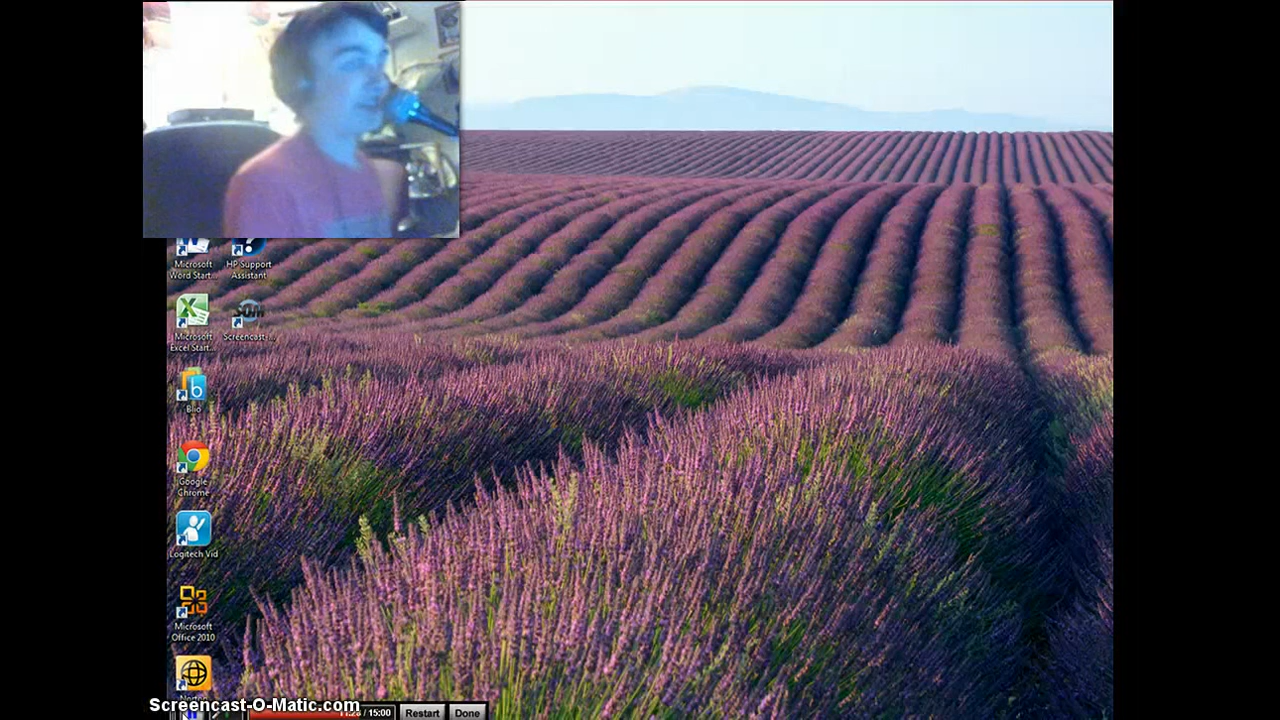 Microsoft
Word Start...
HP Support
Assistant
Microsoft
Excel Start...
SOM
Screencast-...
b
Blio
Google
Chrome
Logitech Vid
Microsoft
Office 2010
Screencast-O-Matic.com
/ 15:00
Restart
Done